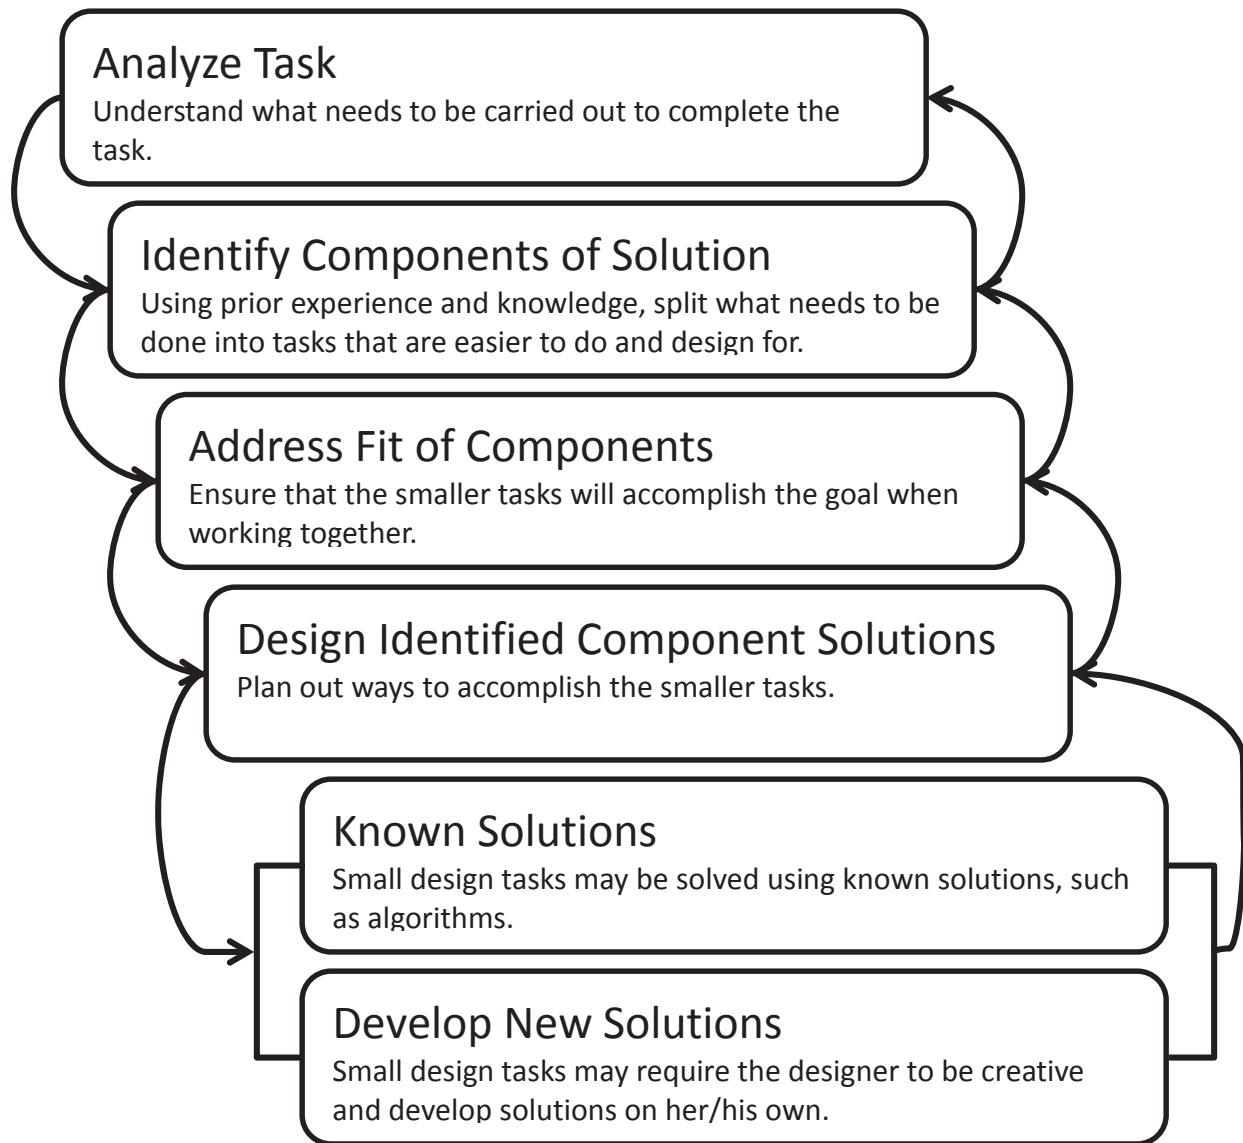 Analyze Task
Understand what needs to be carried out to complete the
task.
Identify Components of Solution
Using prior experience and knowledge, split what needs to be
done into tasks that are easier to do and design for.
Address Fit of Components
Ensure that the smaller tasks will accomplish the goal when
working together.
Design Identified Component Solutions
Plan out ways to accomplish the smaller tasks.
Known Solutions
Small design tasks may be solved using known solutions, such
as algorithms.
Develop New Solutions
Small design tasks may require the designer to be creative
and develop solutions on her/his own.